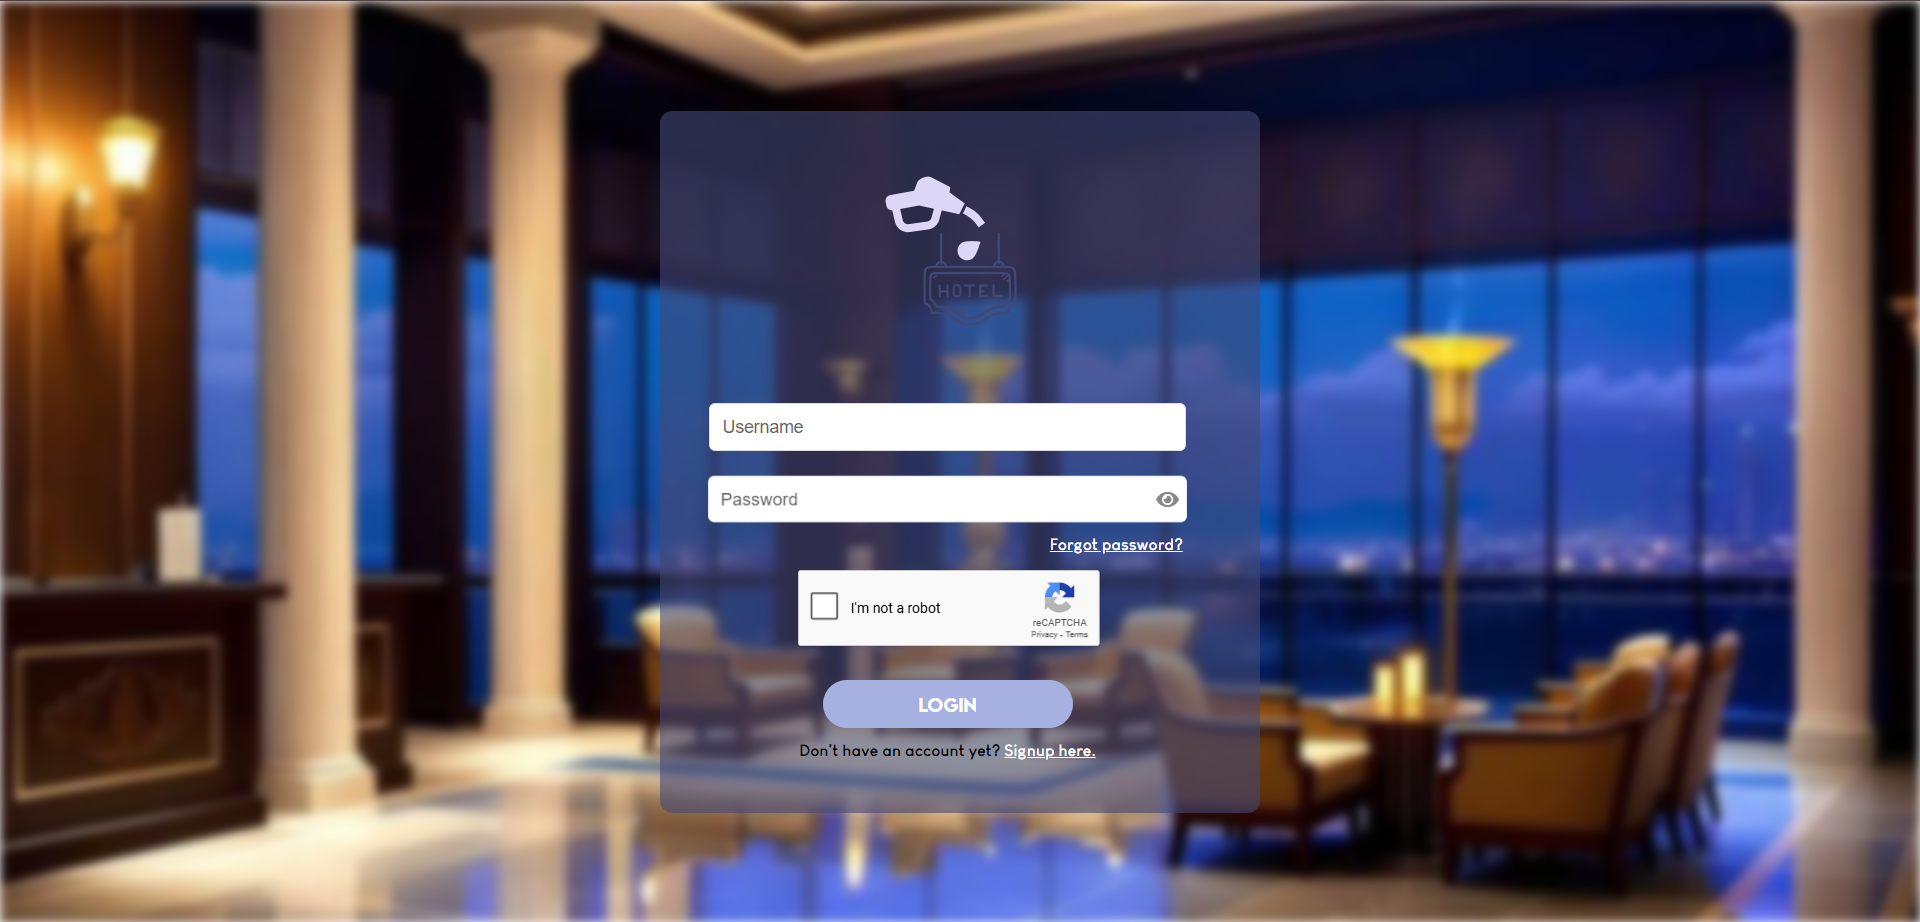 HOTEL
Username
Password
Forgot password?
I'm not a robot
reCAPTCHA
Privacy - Terms
LOGIN
Don't have an account yet? Signup here.